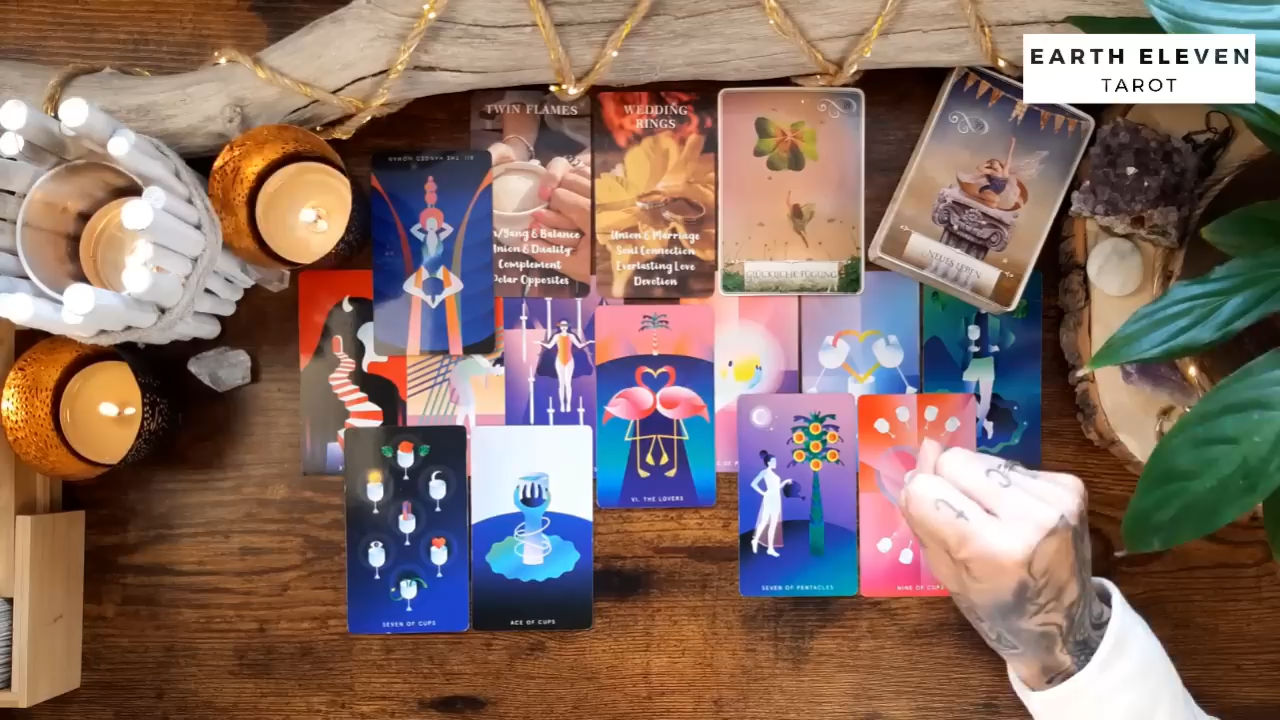 EARTH ELEVEN
TAROT
TWIN FLAMES
Yang & Balance
Union & Duality
Complement
Polar Opposites
WEDDING
RINGS
Union & Marriage
Soul Connection
Everlasting Love
Devotion
GLÜCKLICHE FÜGUNG
NEUES LEBEN
XII. THE HANGED WOMAN
VI. THE LOVERS
SEVEN OF CUPS
ACE OF CUPS
SEVEN OF PENTACLES
NINE OF CUPS